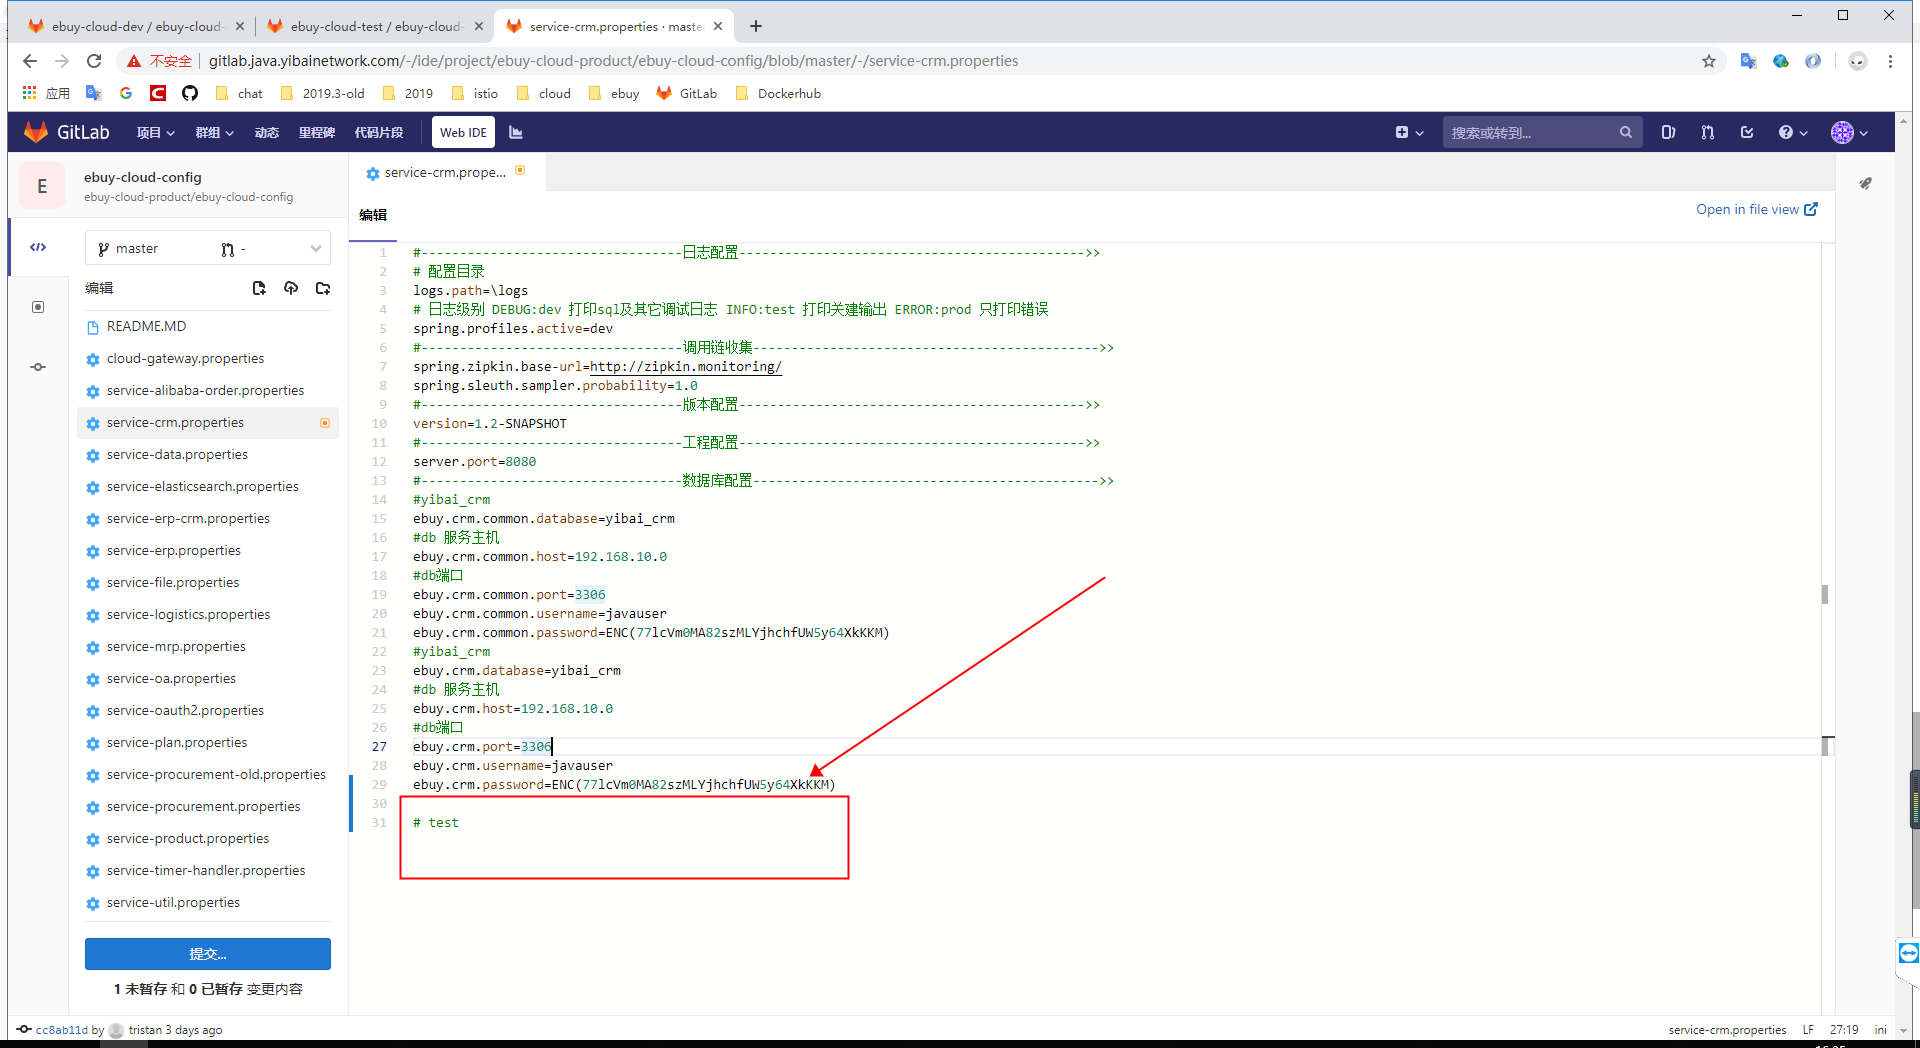 ebuy-cloud-dev / ebuy-cloud-
ebuy-cloud-test / ebuy-cloud-
service-crm.properties · maste
不安全 gitlab.java.yibainetwork.com/-/ide/project/ebuy-cloud-product/ebuy-cloud-config/blob/master/-/service-crm.properties
应用 chat 2019.3-old 2019 istio cloud ebuy GitLab Dockerhub
GitLab 项目 群组 动态 里程碑 代码片段 Web IDE 搜索或转到...
E
ebuy-cloud-config
ebuy-cloud-product/ebuy-cloud-config
master -
编辑
README.MD
cloud-gateway.properties
service-alibaba-order.properties
service-crm.properties
service-data.properties
service-elasticsearch.properties
service-erp-crm.properties
service-erp.properties
service-file.properties
service-logistics.properties
service-mrp.properties
service-oa.properties
service-oauth2.properties
service-plan.properties
service-procurement-old.properties
service-procurement.properties
service-product.properties
service-timer-handler.properties
service-util.properties
提交...
1 未暂存 和 0 已暂存 变更内容
service-crm.prope...
编辑
Open in file view
1 #----------------------------------日志配置--------------------------------------------->>
2 # 配置目录
3 logs.path=\logs
4 # 日志级别 DEBUG:dev 打印sql及其它调试日志 INFO:test 打印关建输出 ERROR:prod 只打印错误
5 spring.profiles.active=dev
6 #----------------------------------调用链收集--------------------------------------------->>
7 spring.zipkin.base-url=http://zipkin.monitoring/
8 spring.sleuth.sampler.probability=1.0
9 #----------------------------------版本配置--------------------------------------------->>
10 version=1.2-SNAPSHOT
11 #----------------------------------工程配置--------------------------------------------->>
12 server.port=8080
13 #----------------------------------数据库配置--------------------------------------------->>
14 #yibai_crm
15 ebuy.crm.common.database=yibai_crm
16 #db 服务主机
17 ebuy.crm.common.host=192.168.10.0
18 #db端口
19 ebuy.crm.common.port=3306
20 ebuy.crm.common.username=javauser
21 ebuy.crm.common.password=ENC(77lcVm0MA82szMLYjhchfUW5y64XkKKM)
22 #yibai_crm
23 ebuy.crm.database=yibai_crm
24 #db 服务主机
25 ebuy.crm.host=192.168.10.0
26 #db端口
27 ebuy.crm.port=3306
28 ebuy.crm.username=javauser
29 ebuy.crm.password=ENC(77lcVm0MA82szMLYjhchfUW5y64XkKKM)
30
31 # test
cc8ab11d by tristan 3 days ago
service-crm.properties LF 27:19 ini